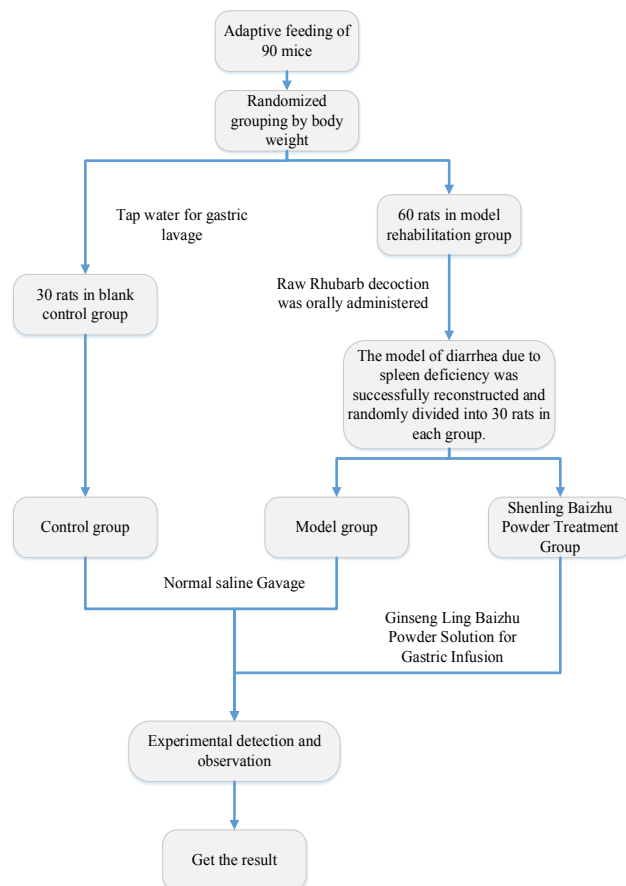 Adaptive feeding of
90 mice
Randomized
grouping by body
weight
Tap water for gastric
lavage
60 rats in model
rehabilitation group
30 rats in blank
control group
Raw Rhubarb decoction
was orally administered
The model of diarrhea due to
spleen deficiency was
successfully reconstructed and
randomly divided into 30 rats in
each group.
Control group
Model group
Shenling Baizhu
Powder Treatment
Group
Normal saline Gavage
Ginseng Ling Baizhu
Powder Solution for
Gastric Infusion
Experimental detection and
observation
Get the result